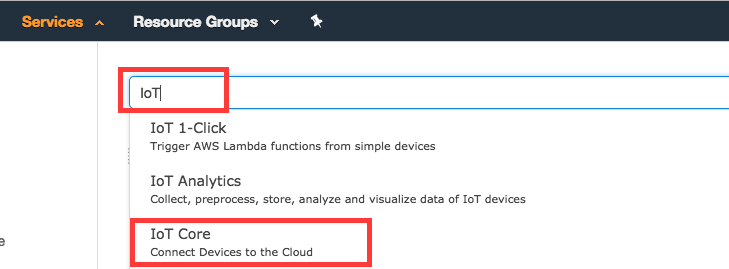 Services
Resource Groups
IoT
IoT 1-Click
Trigger AWS Lambda functions from simple devices
IoT Analytics
Collect, preprocess, store, analyze and visualize data of IoT devices
IoT Core
e
Connect Devices to the Cloud